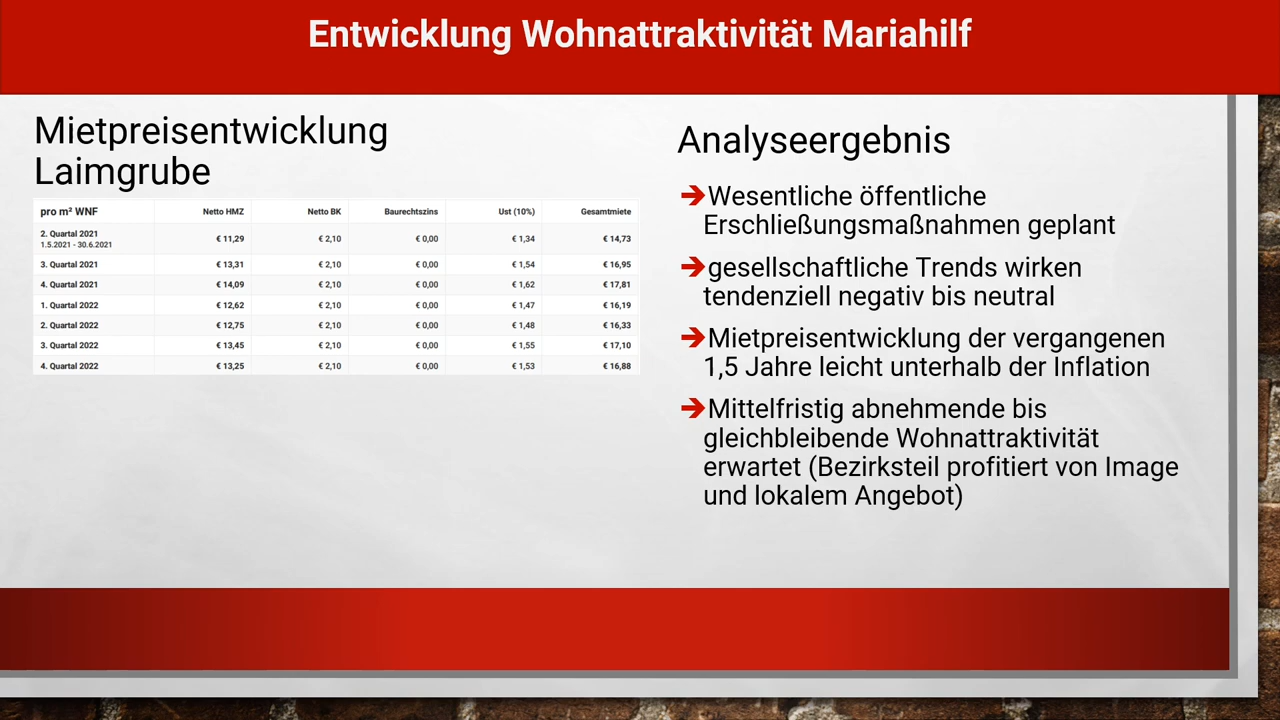 Entwicklung Wohnattraktivität Mariahilf
Mietpreisentwicklung
Laimgrube
pro m² WNF Netto HMZ Netto BK Baurechtszins Ust (10%) Gesamtmiete
2. Quartal 2021
1.5.2021 - 30.6.2021 € 11,29 € 2,10 € 0,00 € 1,34 € 14,73
3. Quartal 2021 € 13,31 € 2,10 € 0,00 € 1,54 € 16,95
4. Quartal 2021 € 14,09 € 2,10 € 0,00 € 1,62 € 17,81
1. Quartal 2022 € 12,62 € 2,10 € 0,00 € 1,47 € 16,19
2. Quartal 2022 € 12,75 € 2,10 € 0,00 € 1,48 € 16,33
3. Quartal 2022 € 13,45 € 2,10 € 0,00 € 1,55 € 17,10
4. Quartal 2022 € 13,25 € 2,10 € 0,00 € 1,53 € 16,88
Analyseergebnis
➔Wesentliche öffentliche
Erschließungsmaßnahmen geplant
➔gesellschaftliche Trends wirken
tendenziell negativ bis neutral
➔Mietpreisentwicklung der vergangenen
1,5 Jahre leicht unterhalb der Inflation
➔Mittelfristig abnehmende bis
gleichbleibende Wohnattraktivität
erwartet (Bezirksteil profitiert von Image
und lokalem Angebot)